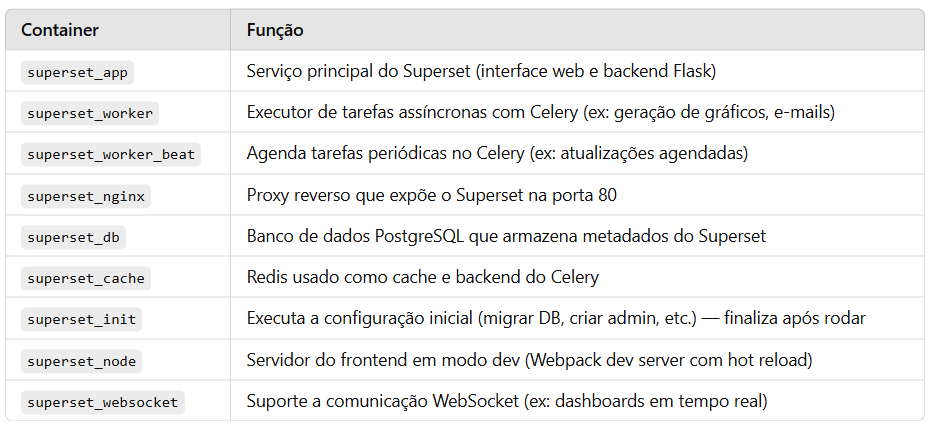 Container Função
superset_app Serviço principal do Superset (interface web e backend Flask)
superset_worker Executor de tarefas assíncronas com Celery (ex: geração de gráficos, e-mails)
superset_worker_beat Agenda tarefas periódicas no Celery (ex: atualizações agendadas)
superset_nginx Proxy reverso que expõe o Superset na porta 80
superset_db Banco de dados PostgreSQL que armazena metadados do Superset
superset_cache Redis usado como cache e backend do Celery
superset_init Executa a configuração inicial (migrar DB, criar admin, etc.) — finaliza após rodar
superset_node Servidor do frontend em modo dev (Webpack dev server com hot reload)
superset_websocket Suporte a comunicação WebSocket (ex: dashboards em tempo real)